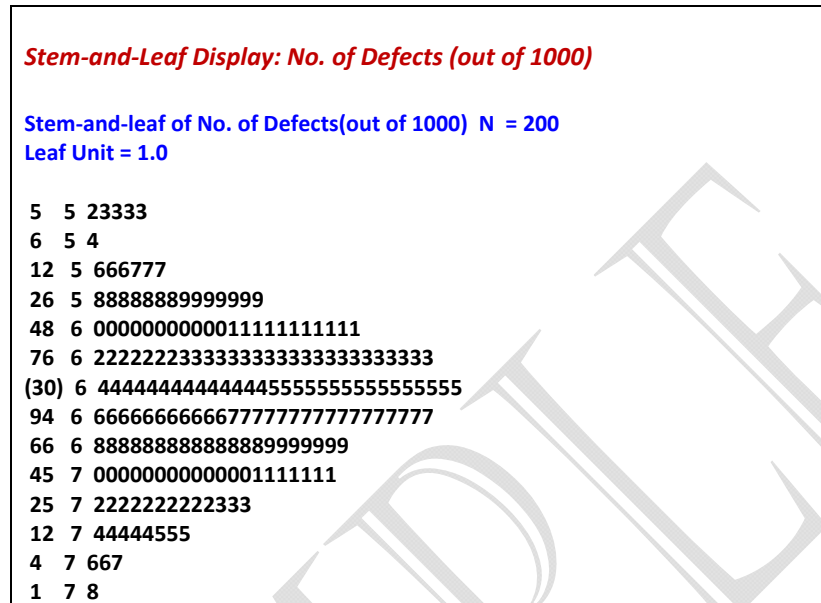 Stem-and-Leaf Display: No. of Defects (out of 1000)
Stem-and-leaf of No. of Defects(out of 1000) N = 200
Leaf Unit = 1.0
5 5 23333
6 5 4
12 5 666777
26 5 88888889999999
48 6 0000000000011111111111
76 6 2222222333333333333333333333
(30) 6 444444444444444555555555555555
94 6 6666666666667777777777777777
66 6 888888888888889999999
45 7 00000000000001111111
25 7 2222222222333
12 7 44444555
4 7 667
1 7 8